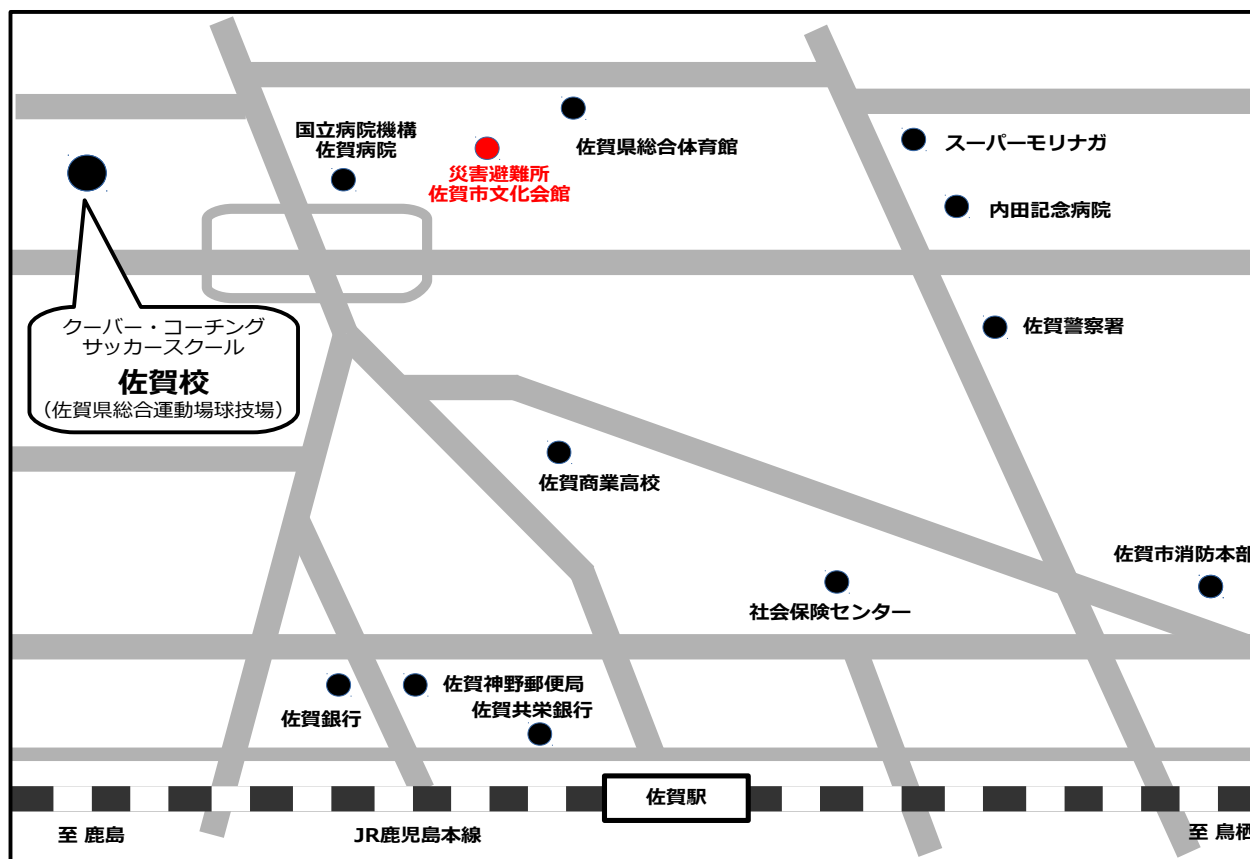 国立病院機構
佐賀病院
災害避難所
佐賀市文化会館
佐賀県総合体育館
スーパーモリナガ
内田記念病院
クーバー・コーチング
サッカースクール
佐賀校
（佐賀県総合運動場球技場）
佐賀警察署
佐賀商業高校
佐賀市消防本部
社会保険センター
佐賀神野郵便局
佐賀銀行
佐賀共栄銀行
佐賀駅
至 鹿島
JR鹿児島本線
至 鳥栖